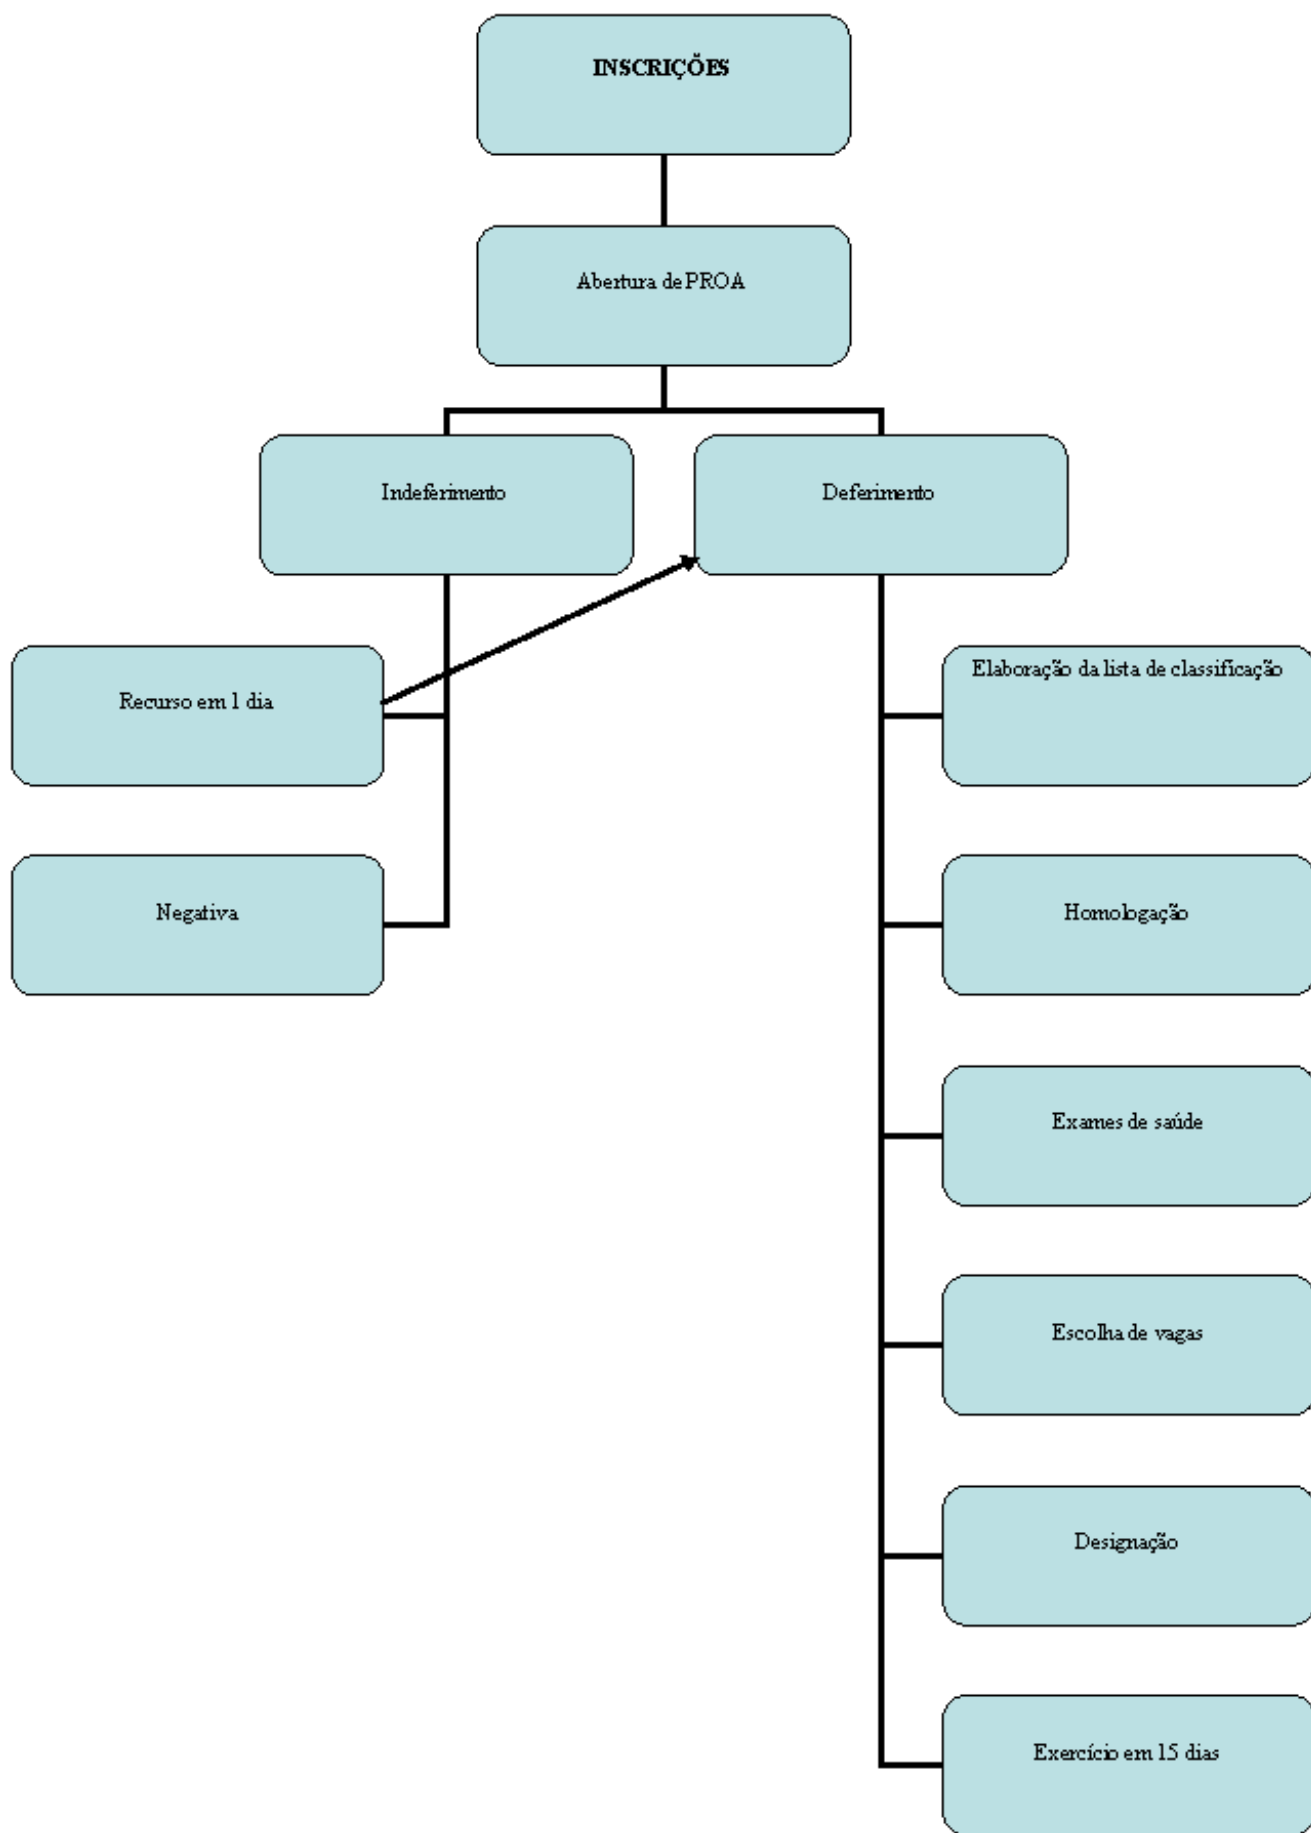 INSCRIÇÕES
Abertura de PROA
Indeferimento
Deferimento
Recurso em 1 dia
Negativa
Elaboração da lista de classificação
Homologação
Exames de saúde
Escolha de vagas
Designação
Exercício em 15 dias